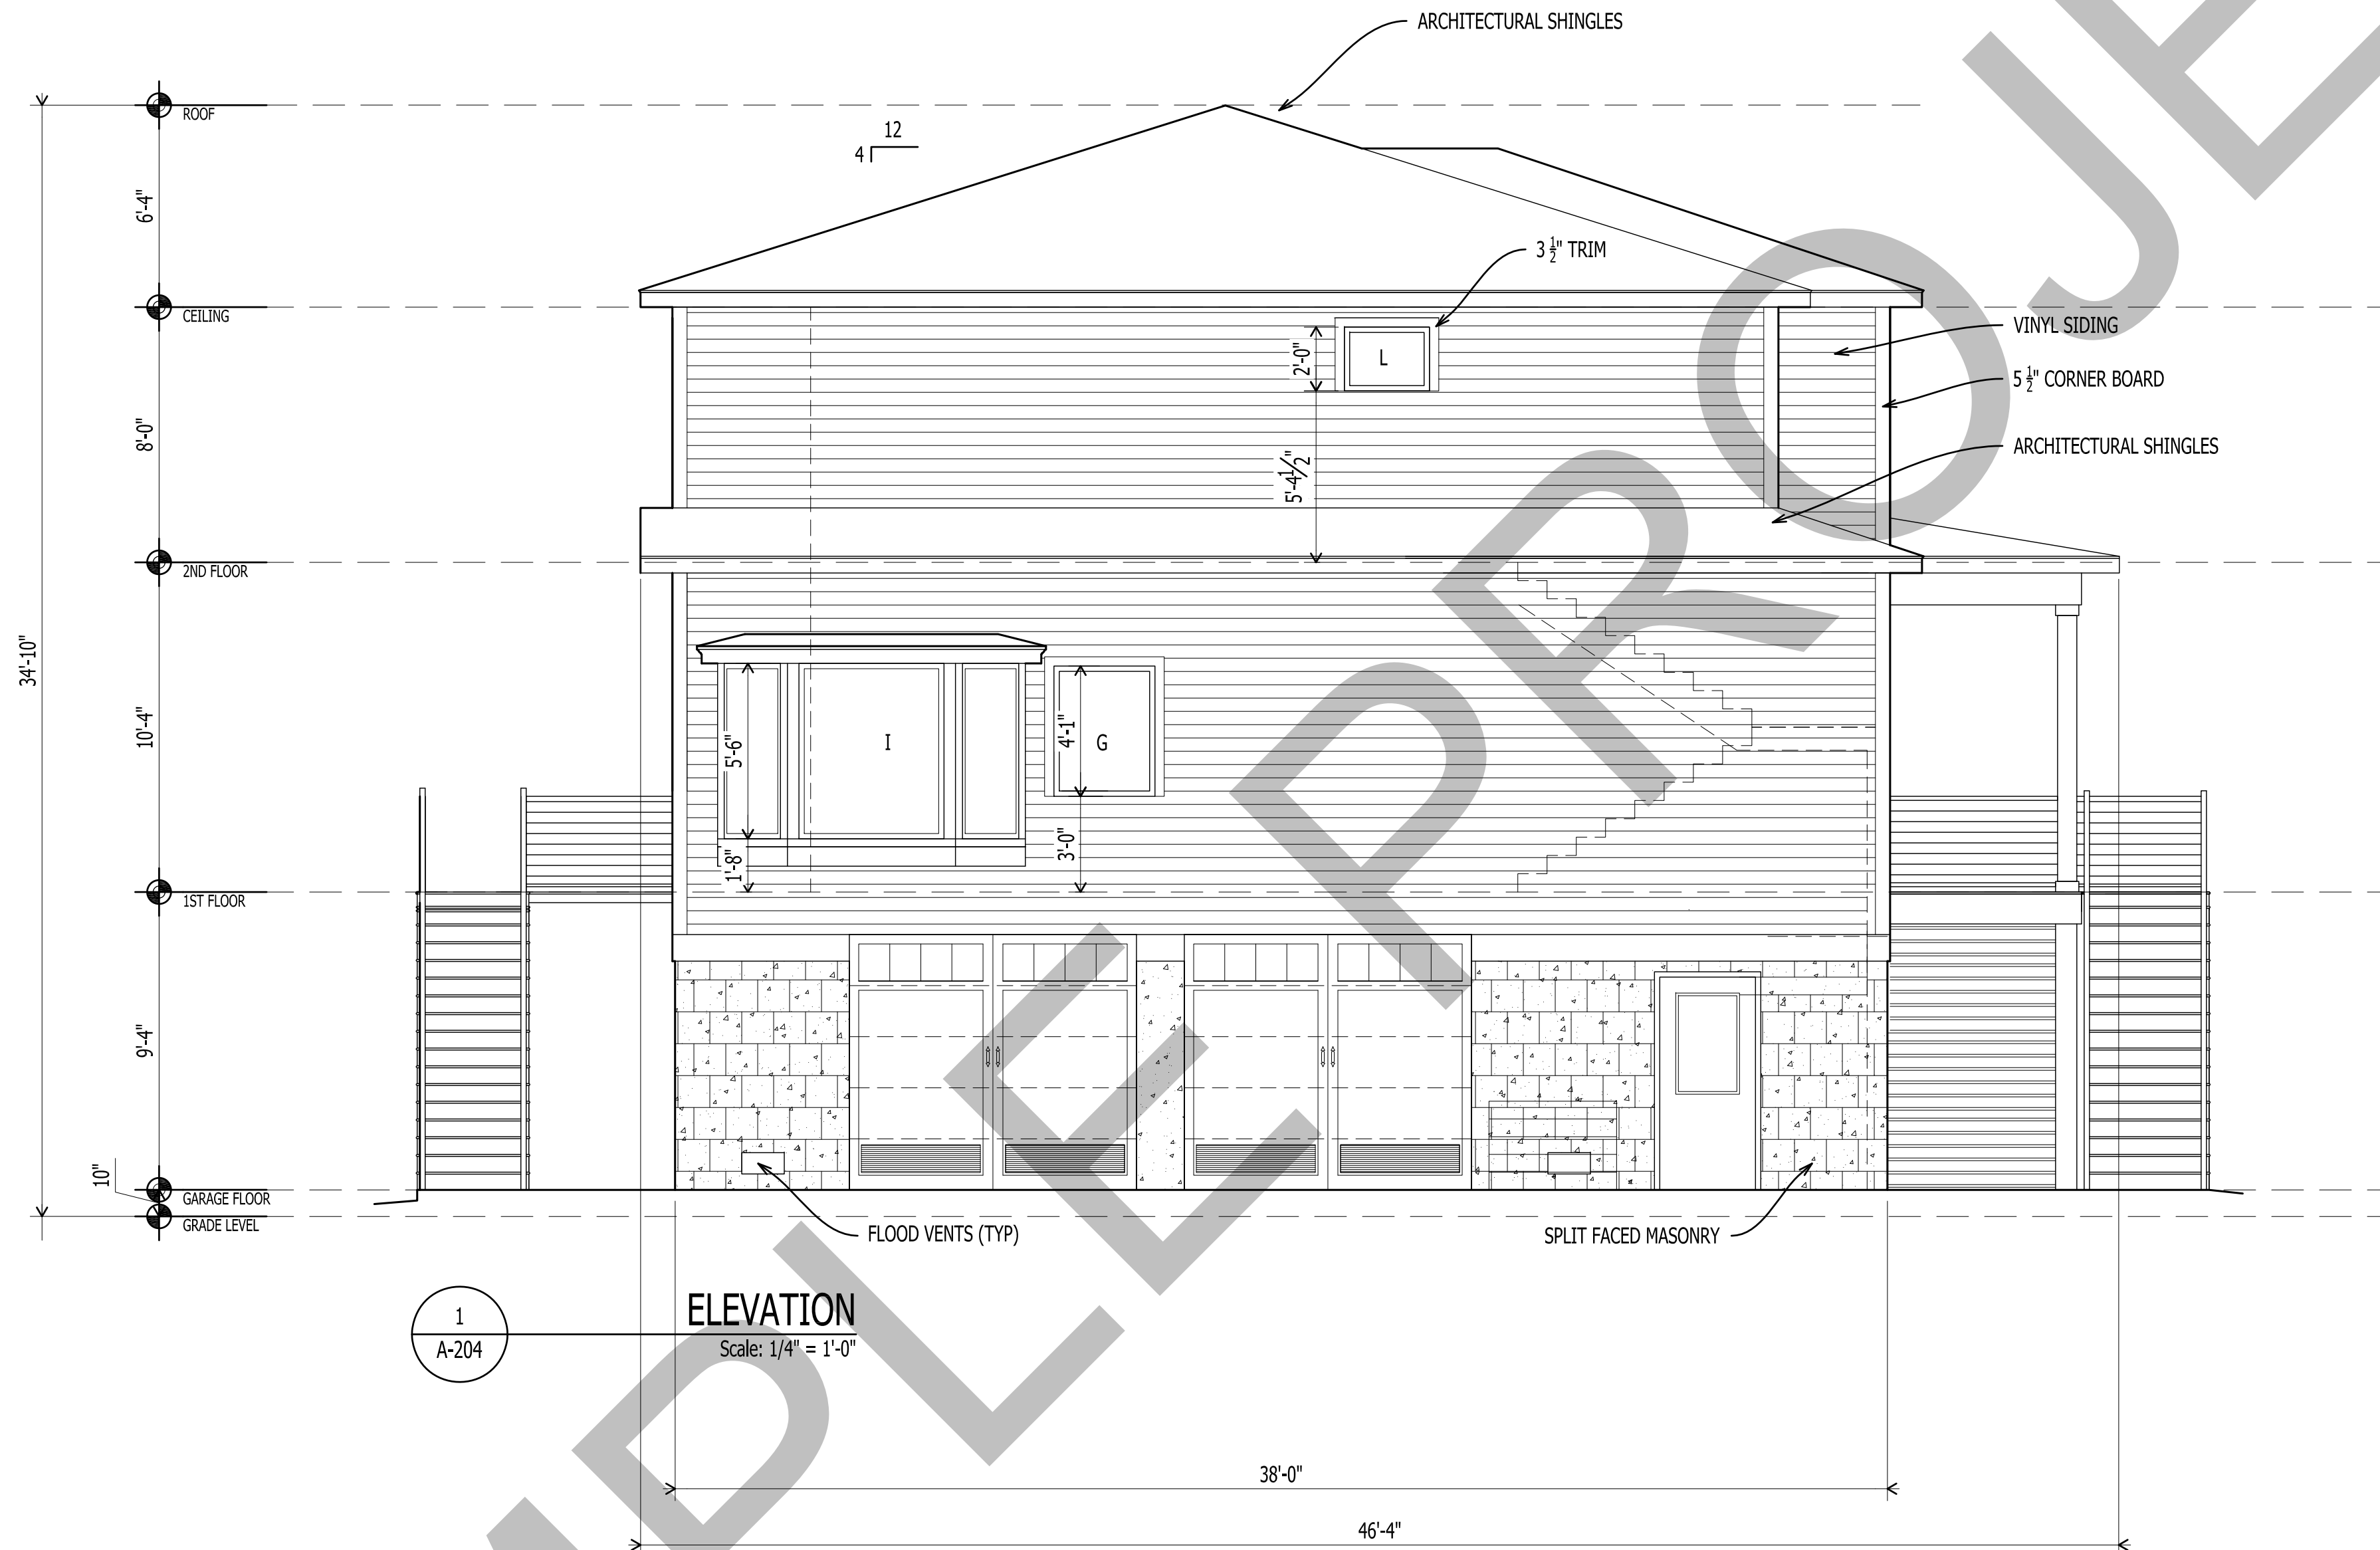 ARCHITECTURAL SHINGLES
ROOF
12
4
6'-4"
3 1/2" TRIM
CEILING
VINYL SIDING
2'-0"
L
5 1/2" CORNER BOARD
8'-0"
ARCHITECTURAL SHINGLES
5'-4 1/2"
2ND FLOOR
34'-10"
10'-4"
5'-6"
I
4'-1"
G
1'-8"
3'-0"
1ST FLOOR
9'-4"
10"
GARAGE FLOOR
GRADE LEVEL
FLOOD VENTS (TYP)
SPLIT FACED MASONRY
1
A-204
ELEVATION
Scale: 1/4" = 1'-0"
38'-0"
46'-4"
PLE PROJE